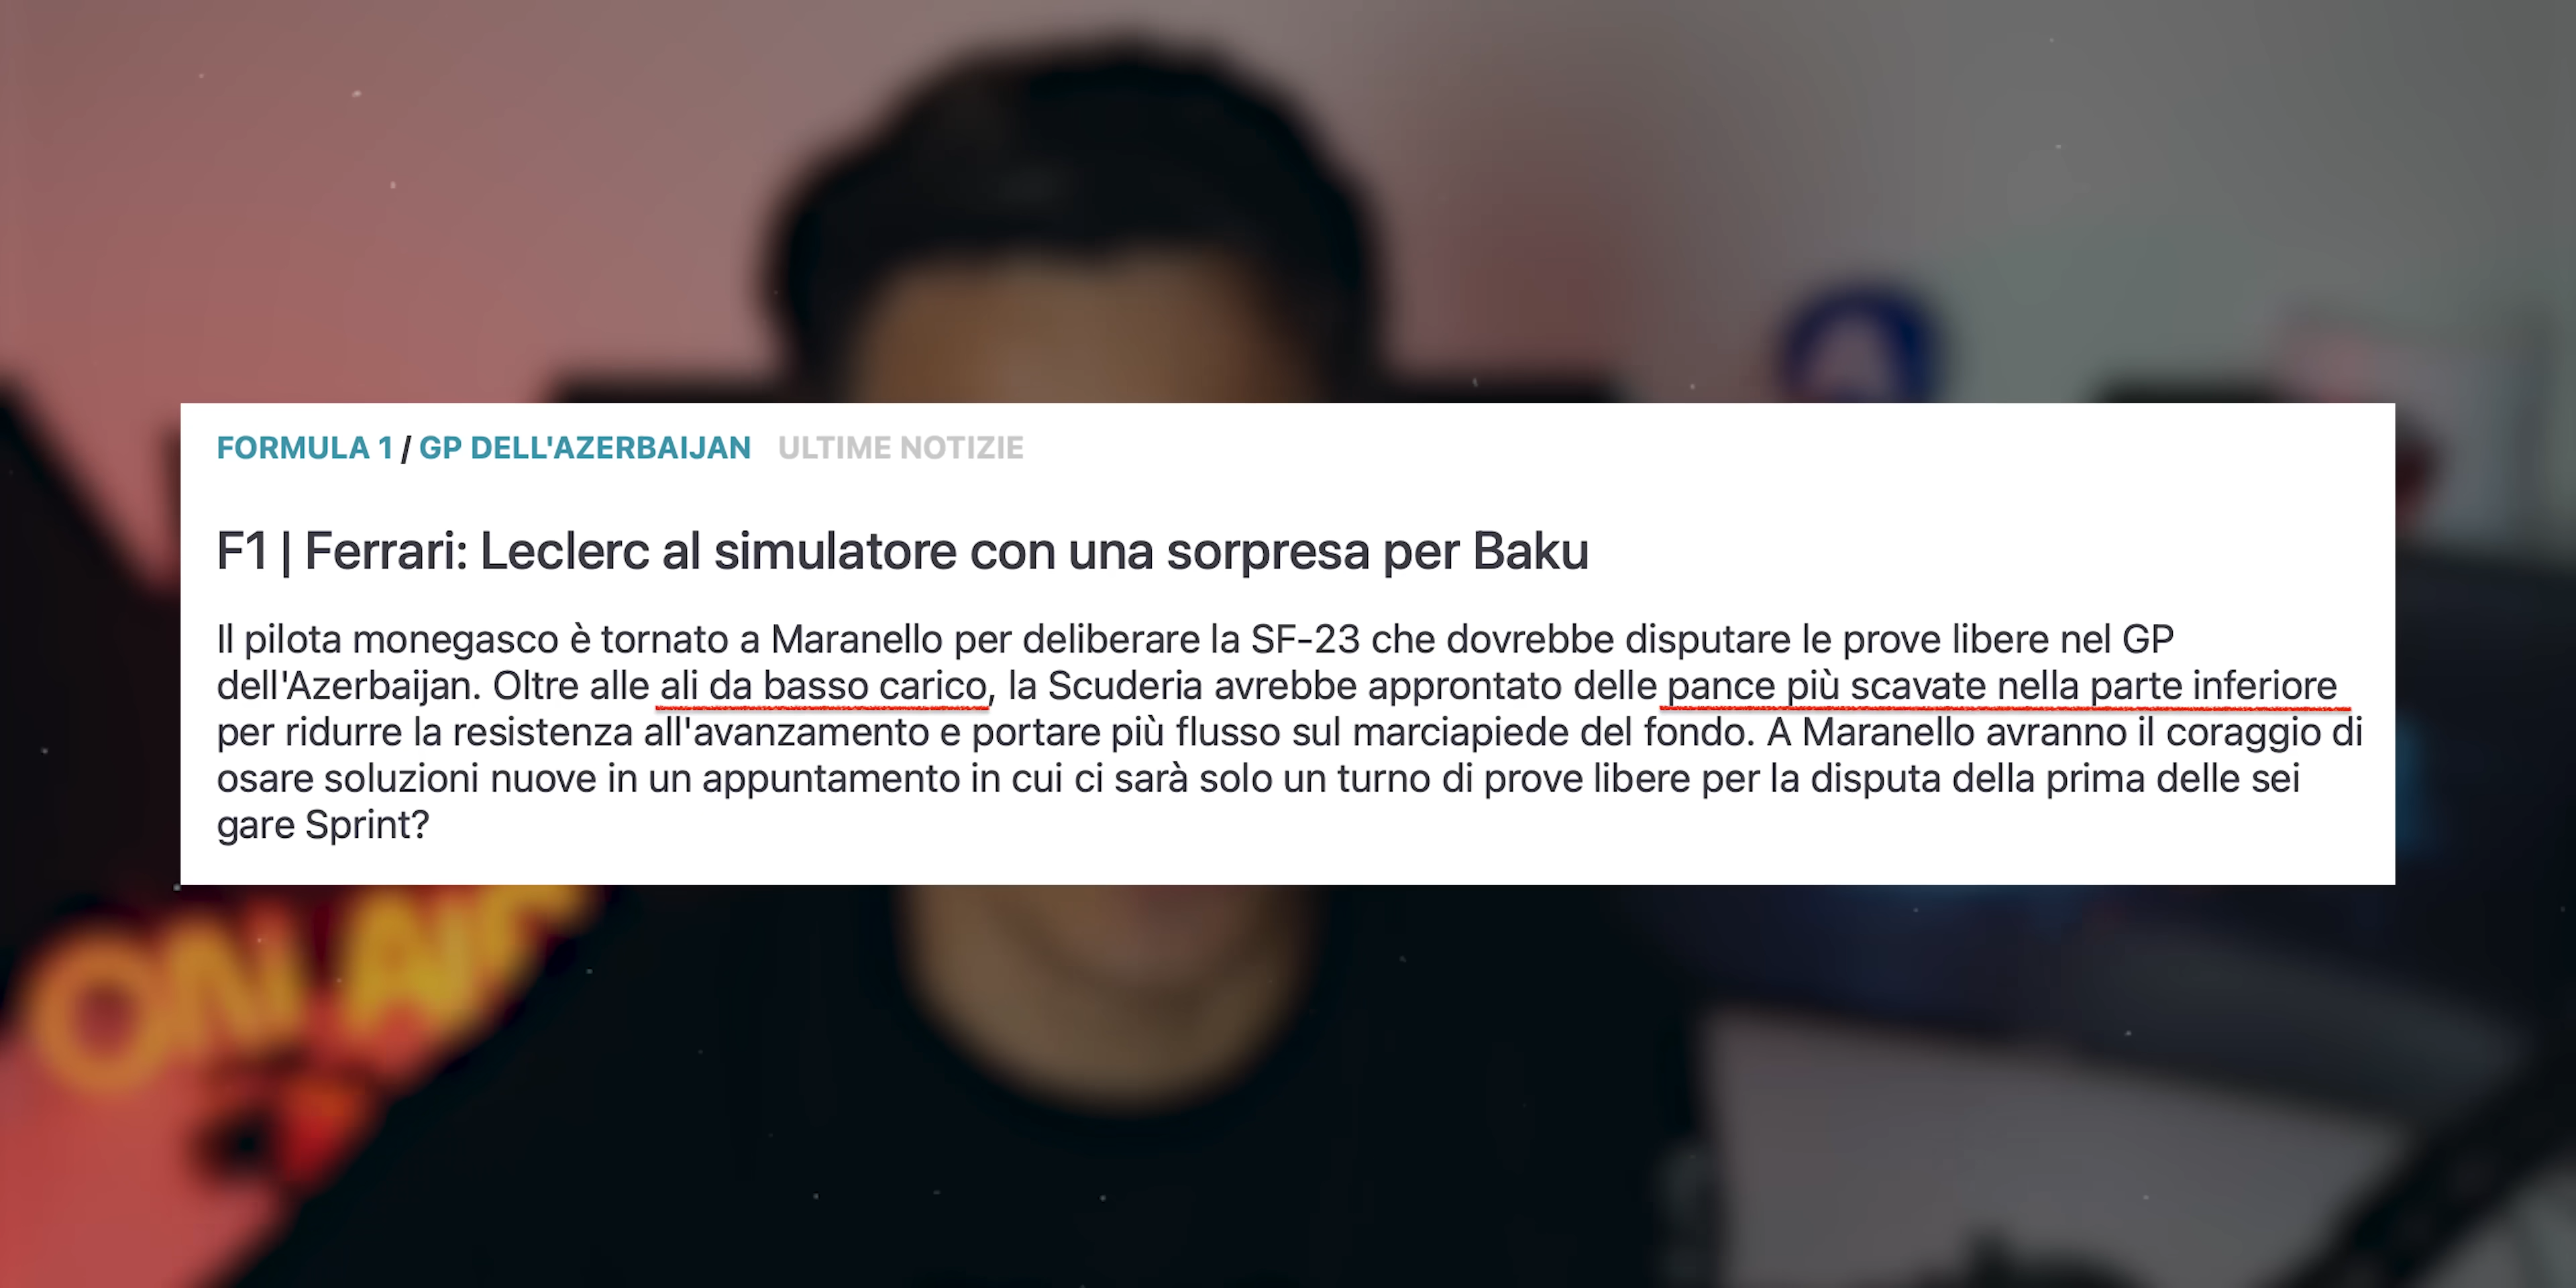 FORMULA 1 / GP DELL'AZERBAIJAN ULTIME NOTIZIE
F1 | Ferrari: Leclerc al simulatore con una sorpresa per Baku
Il pilota monegasco è tornato a Maranello per deliberare la SF-23 che dovrebbe disputare le prove libere nel GP
dell'Azerbaijan. Oltre alle ali da basso carico, la Scuderia avrebbe approntato delle pance più scavate nella parte inferiore
per ridurre la resistenza all'avanzamento e portare più flusso sul marciapiede del fondo. A Maranello avranno il coraggio di
osare soluzioni nuove in un appuntamento in cui ci sarà solo un turno di prove libere per la disputa della prima delle sei
gare Sprint?
ON AIR